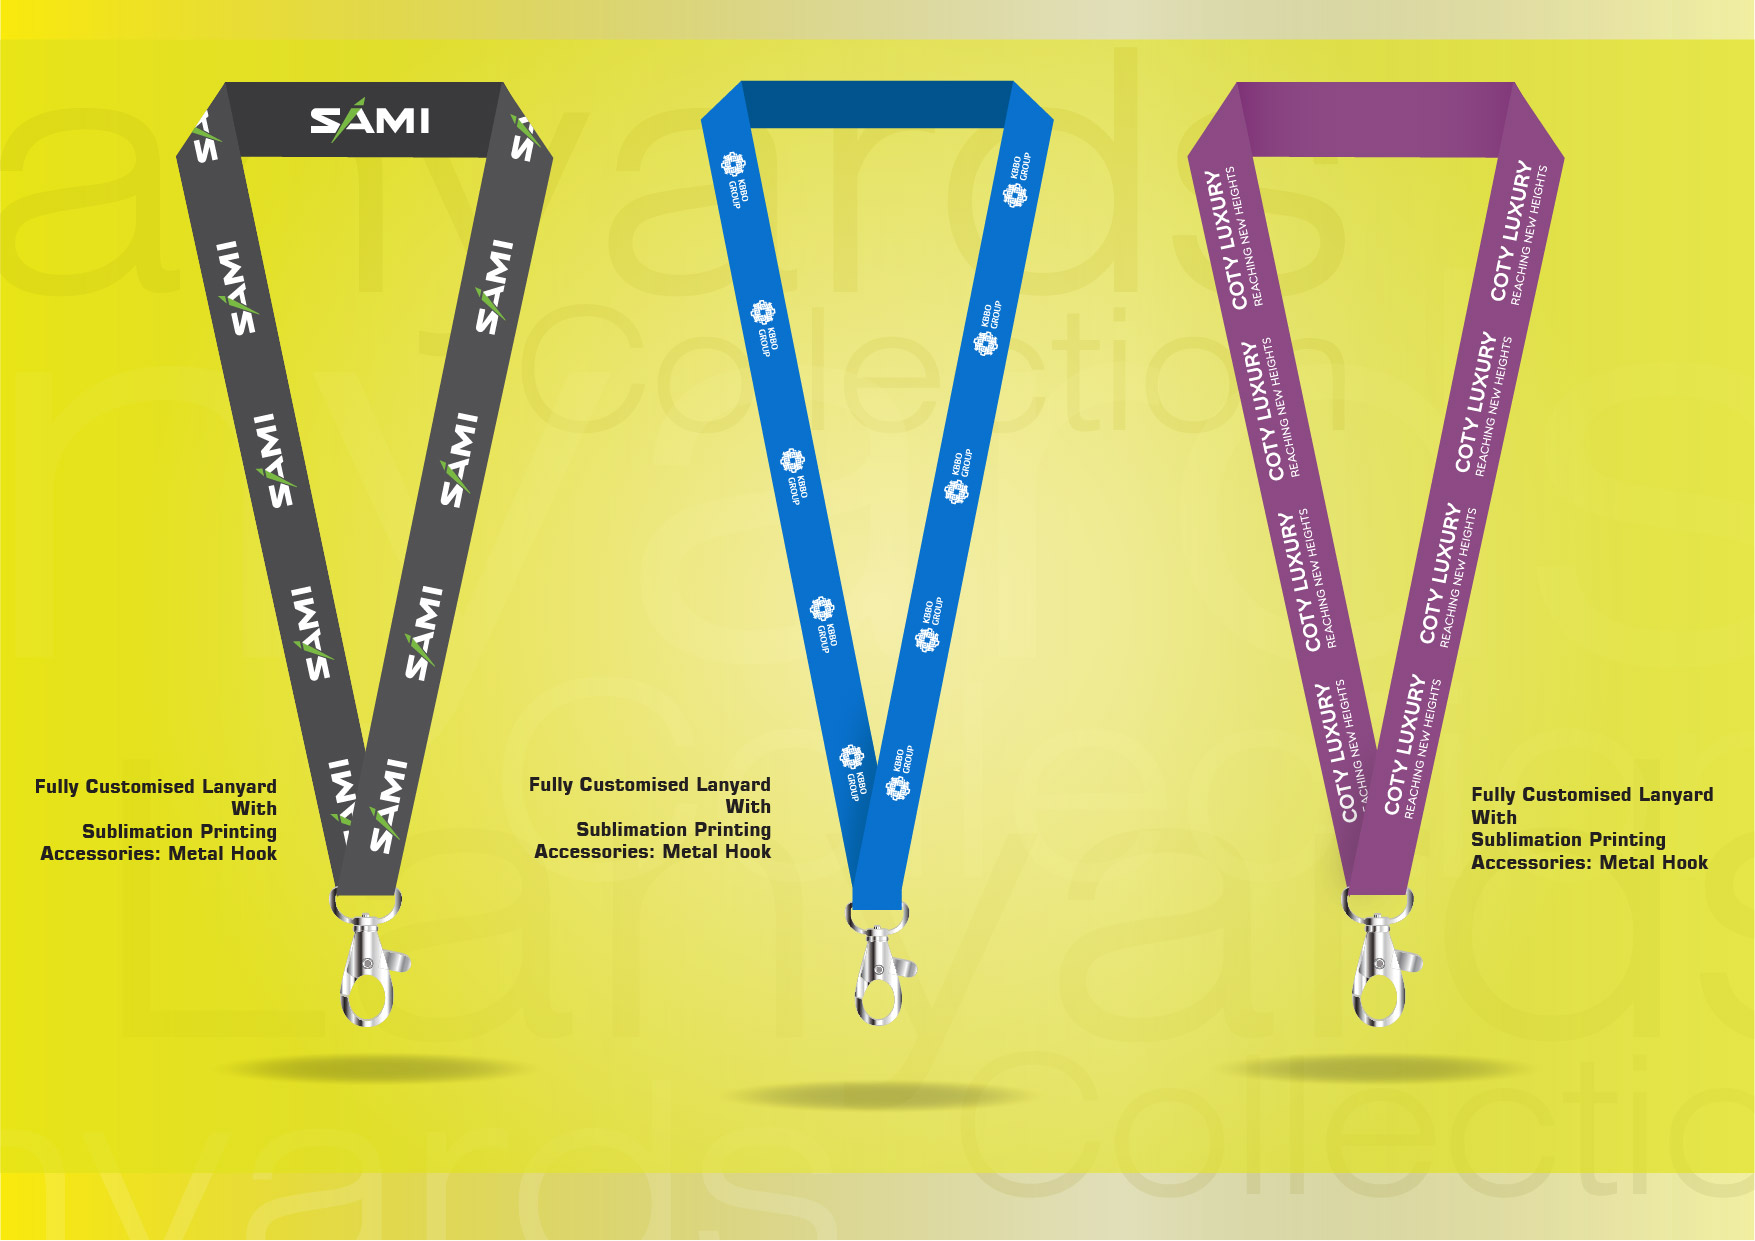 SAMI
SAMI
SAMI
SAMI
SAMI
SAMI
SAMI
SAMI
SAMI
KBBO
GROUP
KBBO
GROUP
KBBO
GROUP
KBBO
GROUP
KBBO
GROUP
KBBO
GROUP
KBBO
GROUP
KBBO
GROUP
KBBO
GROUP
KBBO
GROUP
COTY LUXURY
REACHING NEW HEIGHTS
COTY LUXURY
REACHING NEW HEIGHTS
COTY LUXURY
REACHING NEW HEIGHTS
COTY LUXURY
REACHING NEW HEIGHTS
COTY LUXURY
REACHING NEW HEIGHTS
COTY LUXURY
REACHING NEW HEIGHTS
COTY LUXURY
REACHING NEW HEIGHTS
COTY LUXURY
ACHING NEW HEIGHTS
Fully Customised Lanyard
With
Sublimation Printing
Accessories: Metal Hook
Fully Customised Lanyard
With
Sublimation Printing
Accessories: Metal Hook
Fully Customised Lanyard
With
Sublimation Printing
Accessories: Metal Hook
anyards
Collection
Lanyards
Collectio
nyards